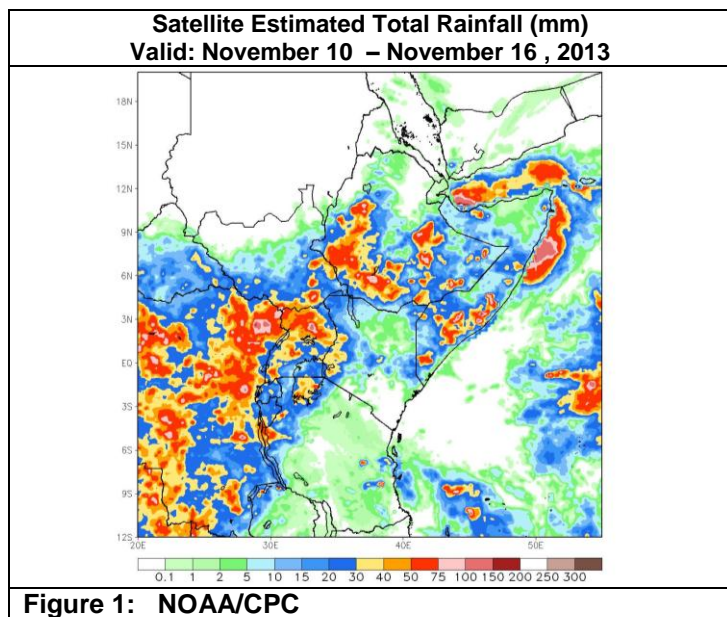 Satellite Estimated Total Rainfall (mm)
Valid: November 10 – November 16 , 2013
18N
15N
12N
9N
6N
3N
EQ
3S
6S
9S
12S
20E 30E 40E 50E
0.1 1 2 5 10 15 20 30 40 50 75 100 150 200 250 300
Figure 1: NOAA/CPC